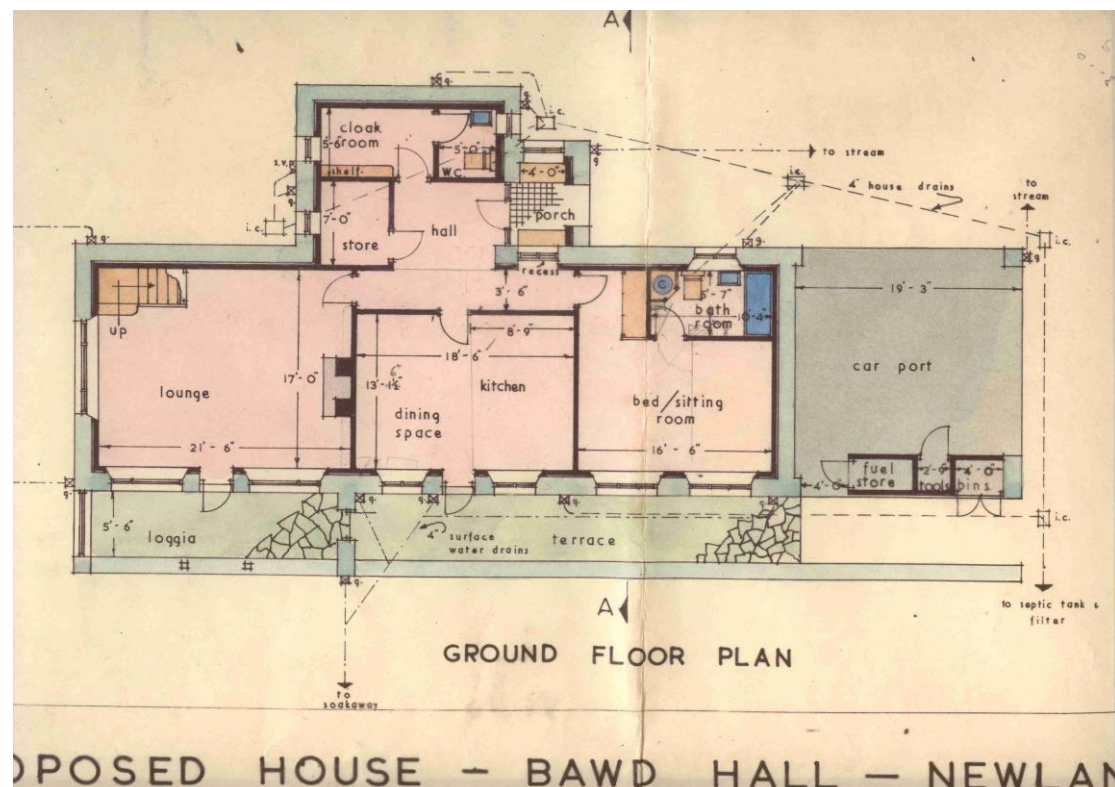 A
cloak
room
5'-6"
shelf.
5'-0"
W.C.
s.v.p
g.
i.c.
to stream
4" house drains
to
stream
4'-0"
porch
7'-0"
store
hall
i.c.
recess
3'-6"
up
lounge
17'-0"
21'-6"
8'-9"
18'-6"
kitchen
dining
space
c
5'-7"
bath
room
10'-4"
bed/sitting
room
16'-6"
19'-3"
car port
fuel
store
2'-9"
tools
4'-0"
bins
4'-0"
i.c.
5'-6"
loggia
4"
surface
water drains
terrace
A
to septic tank &
filter
GROUND FLOOR PLAN
to
soakaway
OPOSED HOUSE — BAWD HALL — NEWLAN